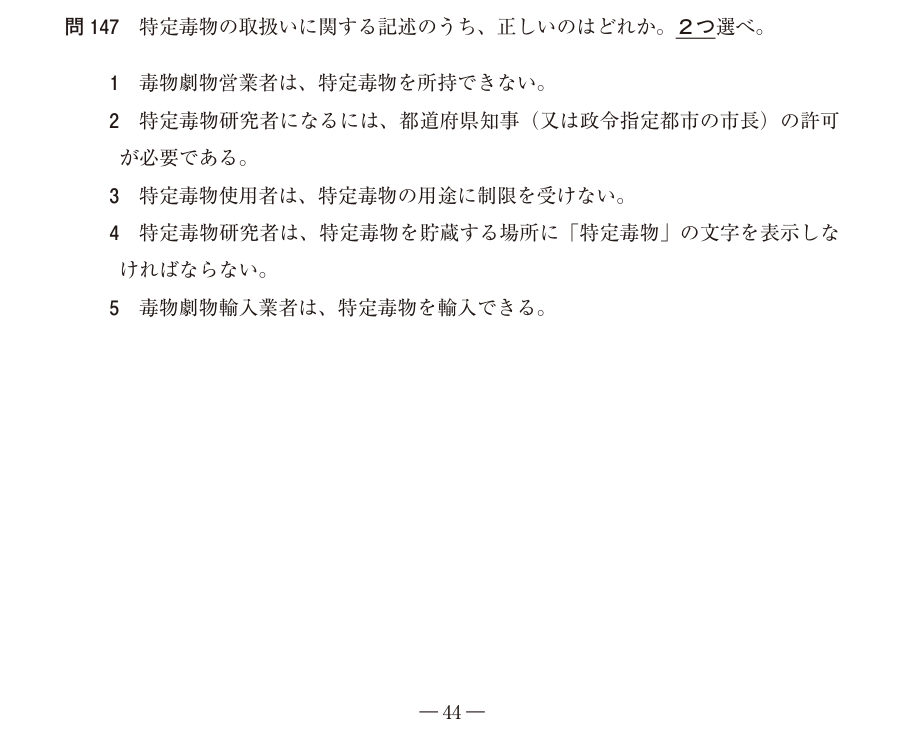 問 147　特定毒物の取扱いに関する記述のうち、正しいのはどれか。２つ選べ。
1　毒物劇物営業者は、特定毒物を所持できない。
2　特定毒物研究者になるには、都道府県知事（又は政令指定都市の市長）の許可
が必要である。
3　特定毒物使用者は、特定毒物の用途に制限を受けない。
4　特定毒物研究者は、特定毒物を貯蔵する場所に「特定毒物」の文字を表示しな
ければならない。
5　毒物劇物輸入業者は、特定毒物を輸入できる。
― 44 ―